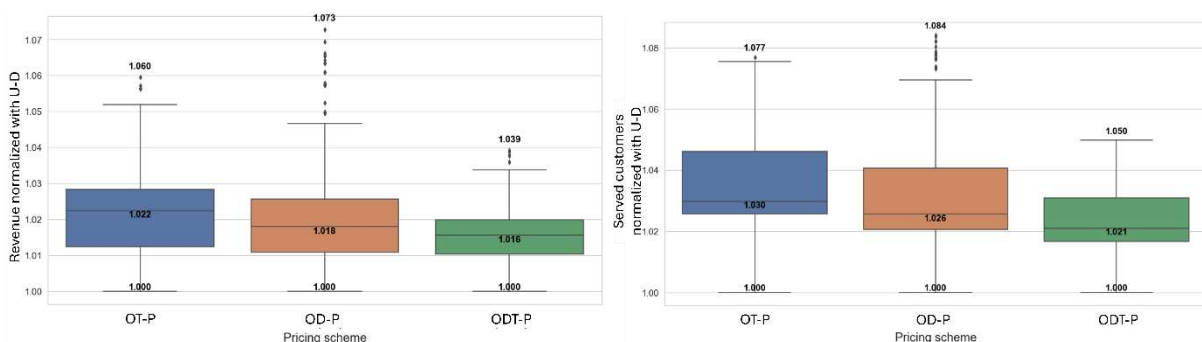 Revenue normalized with U-D
1.07
1.06
1.05
1.04
1.03
1.02
1.01
1.00
1.060
1.022
1.000
1.073
1.018
1.000
1.039
1.016
1.000
OT-P
OD-P
ODT-P
Pricing scheme
Served customers
normalized with U-D
1.08
1.06
1.04
1.02
1.00
1.077
1.030
1.000
1.084
1.026
1.000
1.050
1.021
1.000
OT-P
OD-P
ODT-P
Pricing scheme